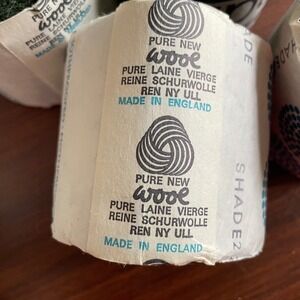 PURE NEW
wool
PURE LAINE VIERGE
REINE SCHURWOLLE
REN NY ULL
MADE IN ENGLAND
PURE NEW
wool
PURE LAINE VIERGE
REINE SCHURWOLLE
REN NY ULL
MADE IN ENGLAND
SHADE2